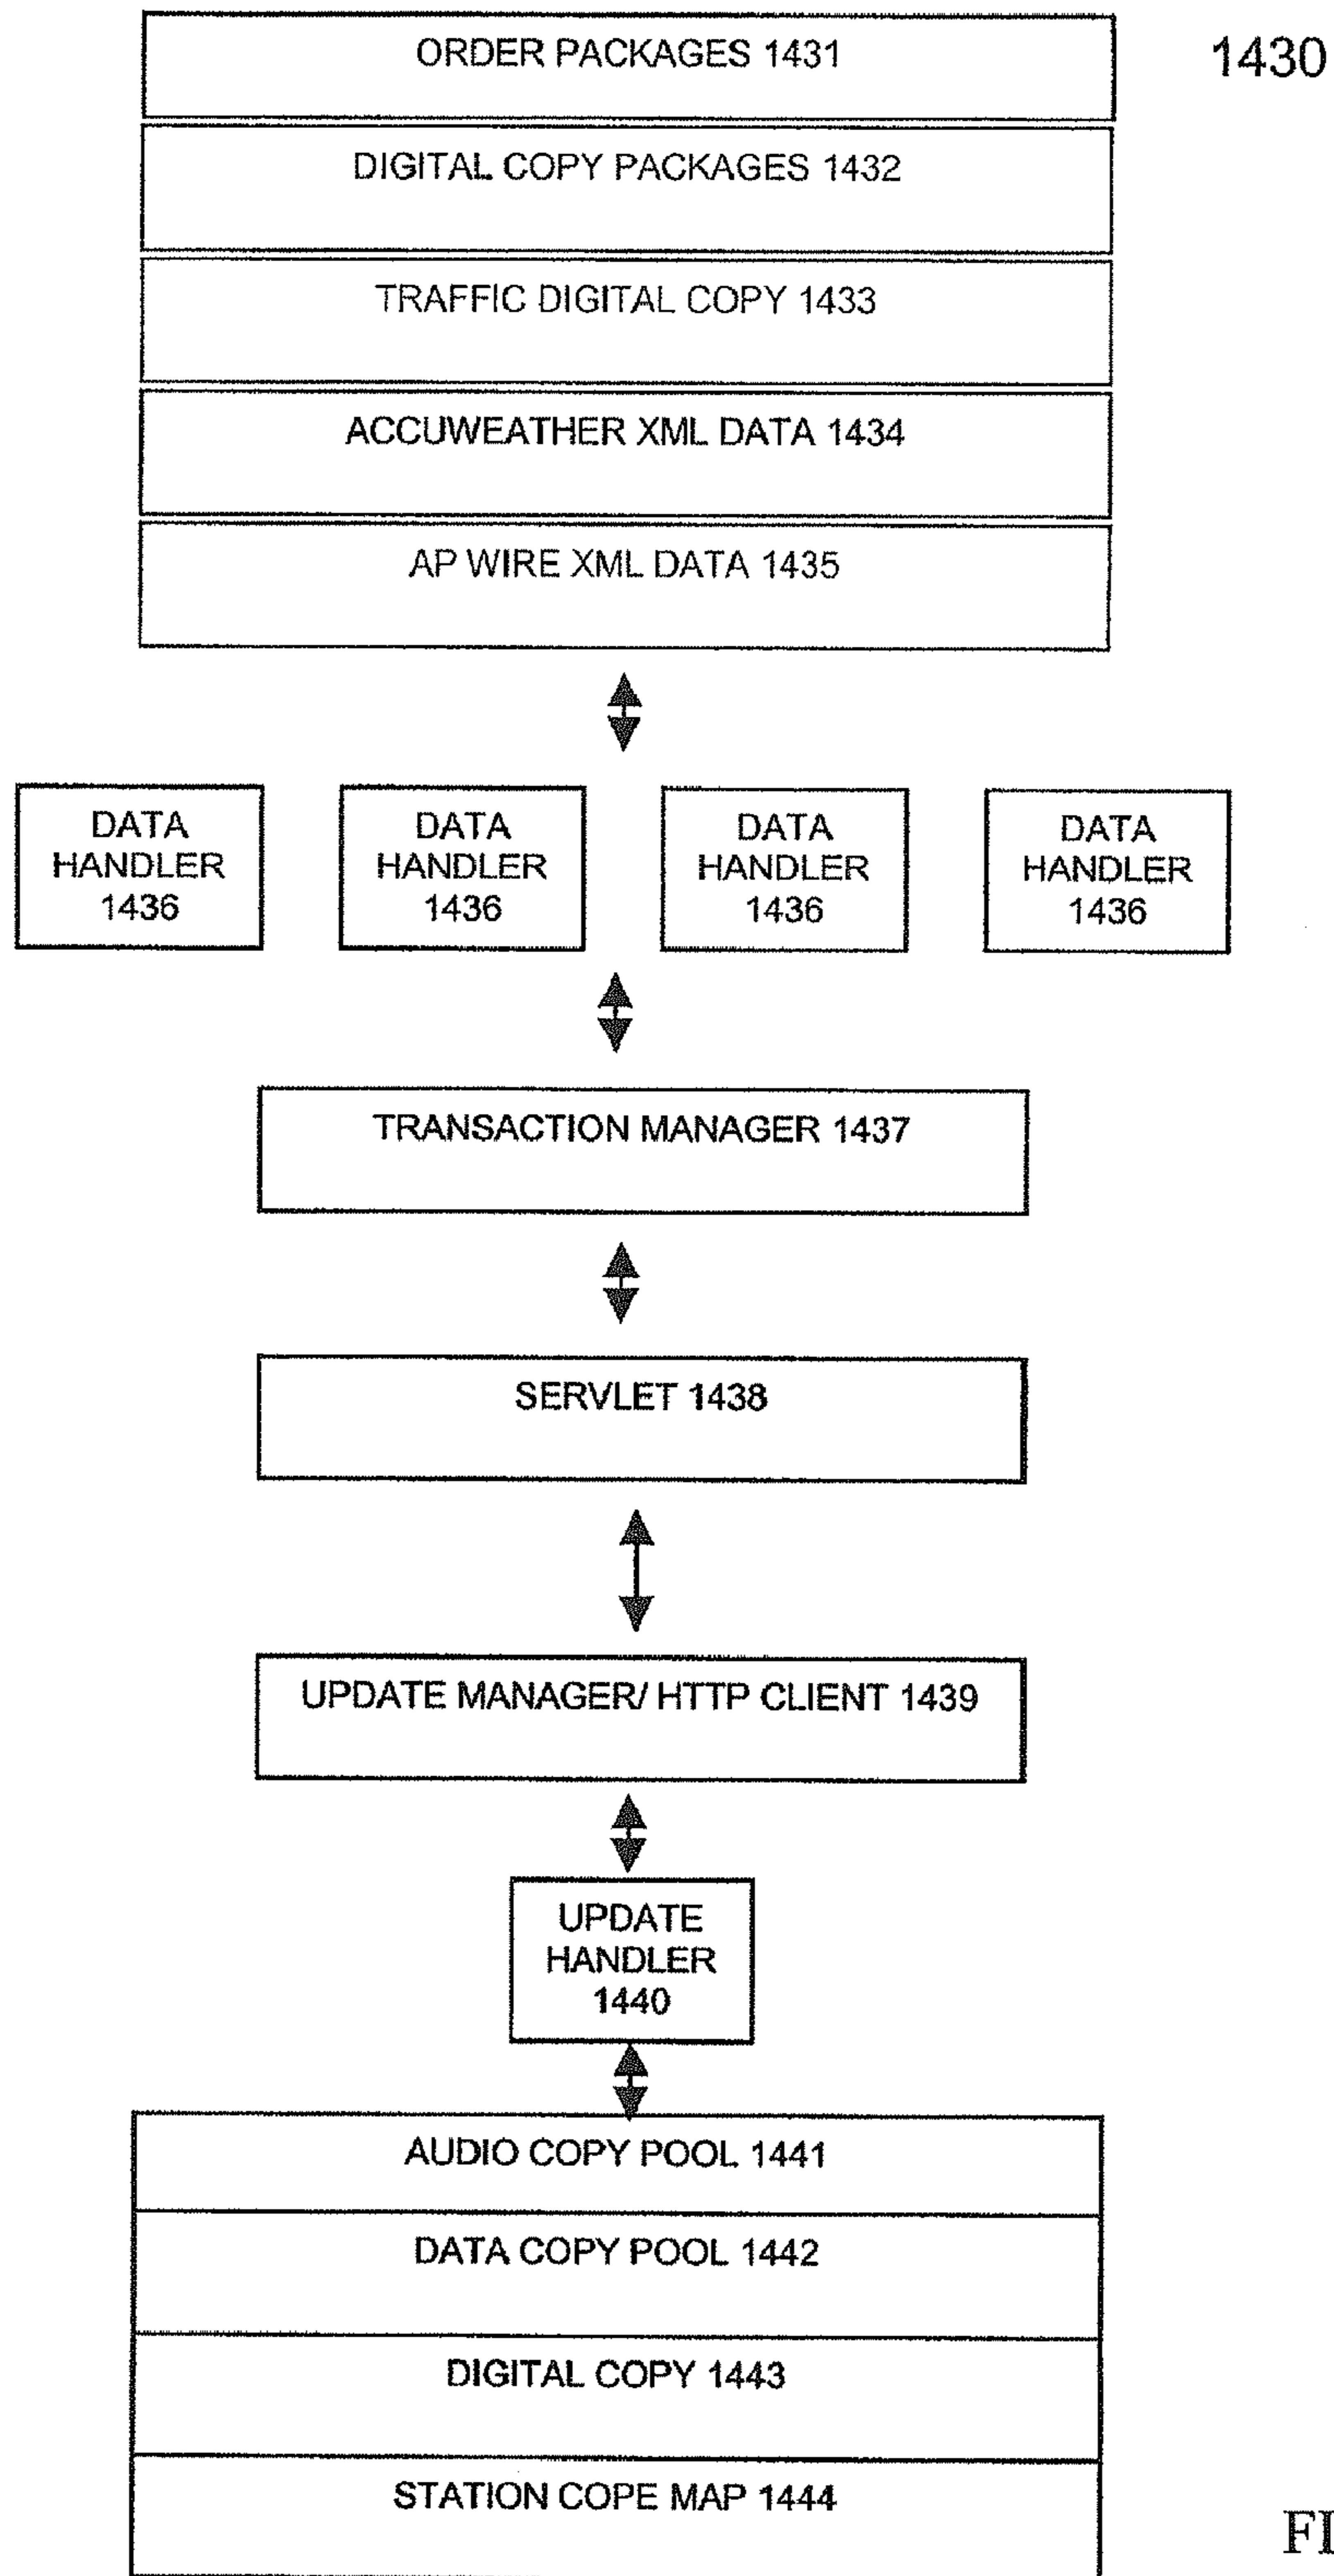 1430
ORDER PACKAGES 1431
DIGITAL COPY PACKAGES 1432
TRAFFIC DIGITAL COPY 1433
ACCUWEATHER XML DATA 1434
AP WIRE XML DATA 1435
DATA
HANDLER
1436
DATA
HANDLER
1436
DATA
HANDLER
1436
DATA
HANDLER
1436
TRANSACTION MANAGER 1437
SERVLET 1438
UPDATE MANAGER/ HTTP CLIENT 1439
UPDATE
HANDLER
1440
AUDIO COPY POOL 1441
DATA COPY POOL 1442
DIGITAL COPY 1443
STATION COPE MAP 1444